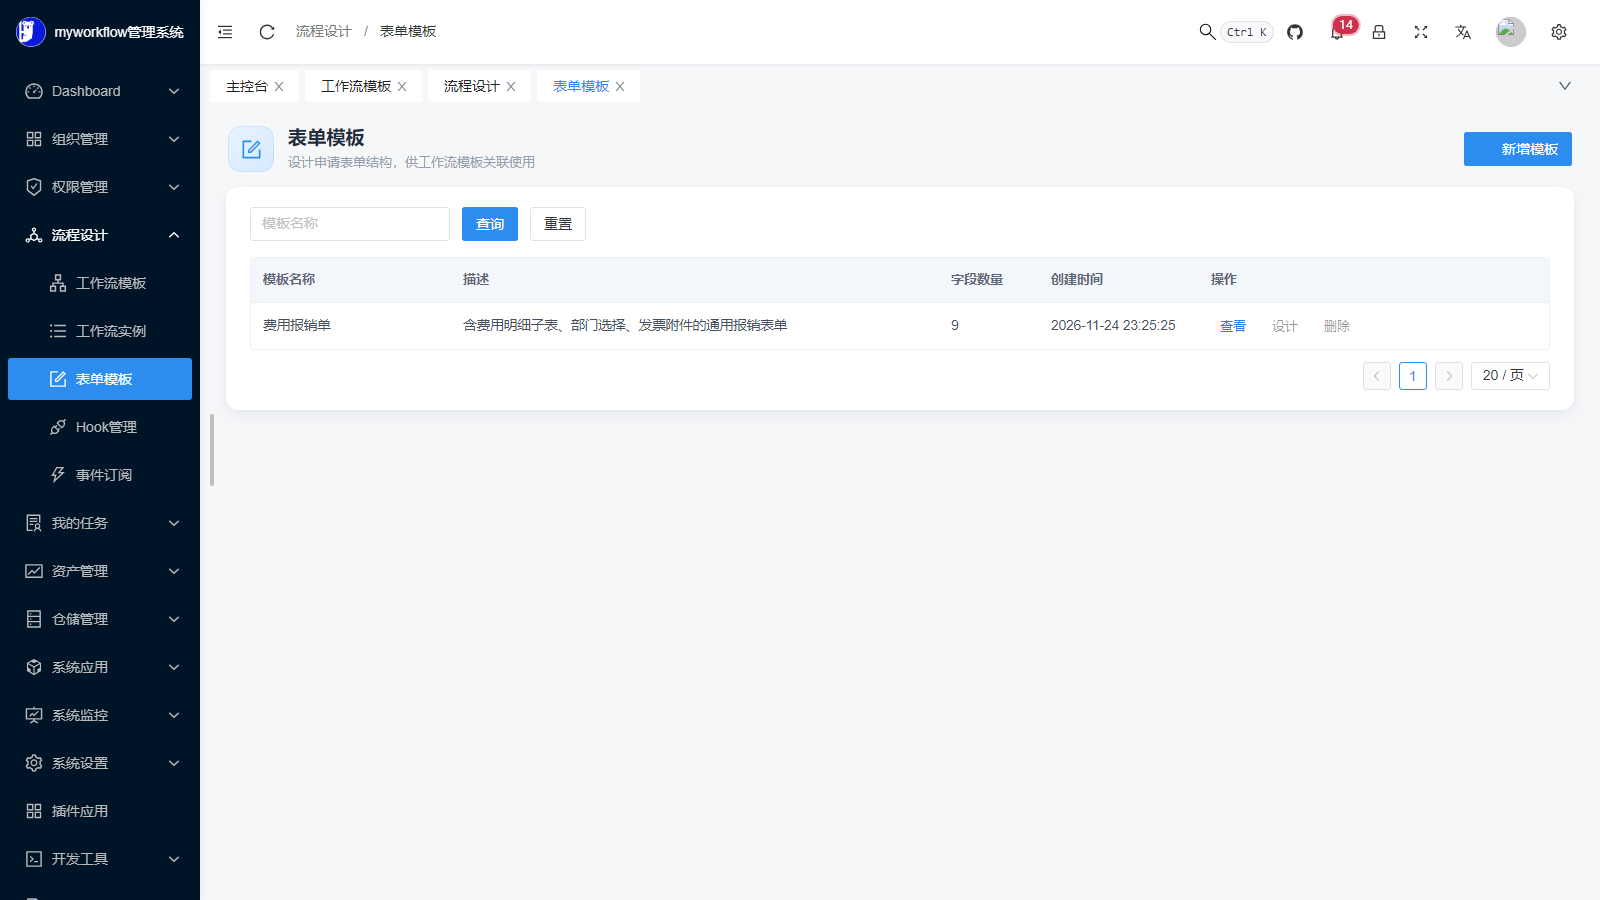 myworkflow管理系统
流程设计 / 表单模板
Ctrl K
14
Dashboard
组织管理
权限管理
流程设计
工作流模板
工作流实例
表单模板
Hook管理
事件订阅
我的任务
资产管理
仓储管理
系统应用
系统监控
系统设置
插件应用
开发工具
主控台 工作流模板 流程设计 表单模板
表单模板
设计申请表单结构，供工作流模板关联使用
新增模板
模板名称 查询 重置
模板名称 描述 字段数量 创建时间 操作
费用报销单 含费用明细子表、部门选择、发票附件的通用报销表单 9 2026-11-24 23:25:25 查看 设计 删除
1 20 / 页